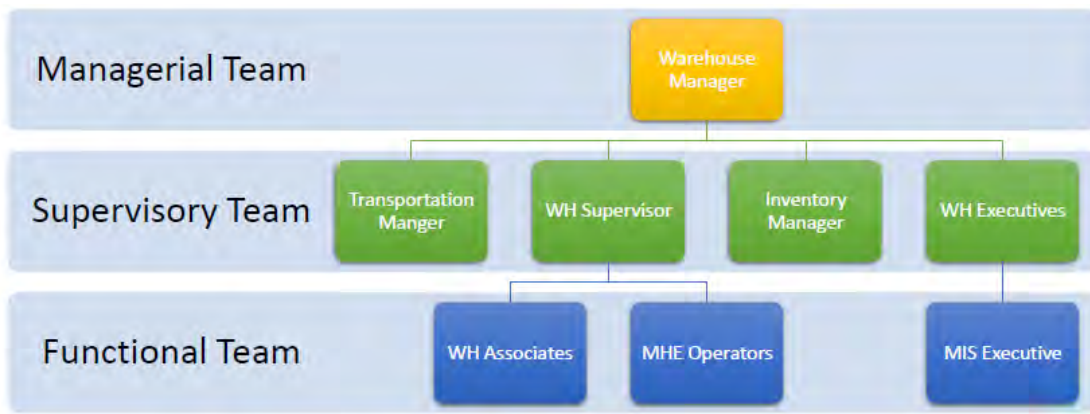 Managerial Team
Warehouse
Manager
Supervisory Team
Transportation
Manger
WH Supervisor
Inventory
Manager
WH Executives
Functional Team
WH Associates
MHE Operators
MIS Executive